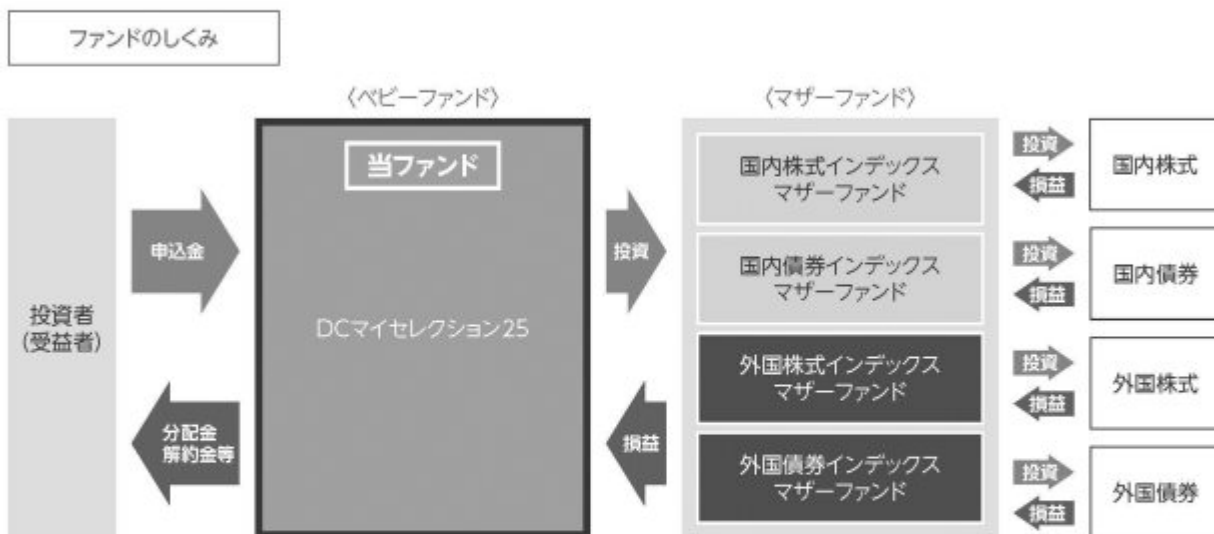 ファンドのしくみ
〈ベビーファンド〉
〈マザーファンド〉
投資者
(受益者)
申込金
分配金
解約金等
当ファンド
DCマイセレクション25
投資
損益
国内株式インデックス
マザーファンド
投資
損益
国内株式
国内債券インデックス
マザーファンド
投資
損益
国内債券
外国株式インデックス
マザーファンド
投資
損益
外国株式
外国債券インデックス
マザーファンド
投資
損益
外国債券